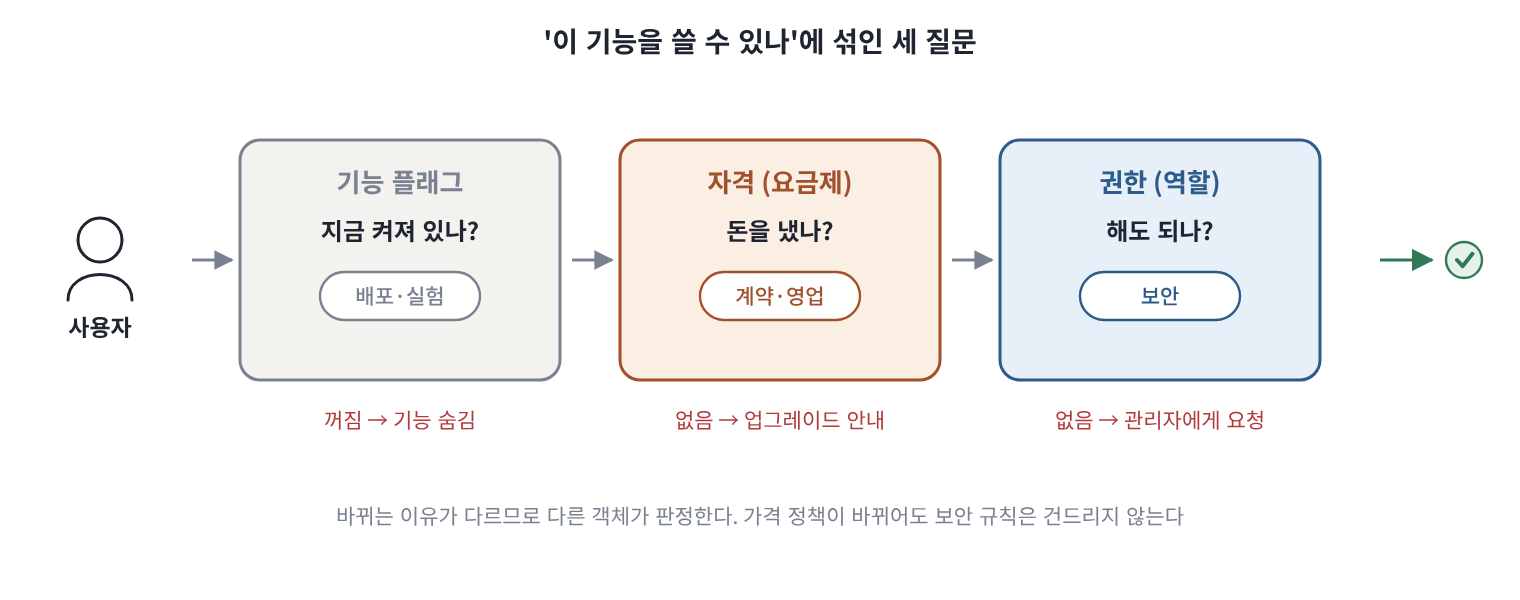 '이 기능을 쓸 수 있나'에 섞인 세 질문
사용자
기능 플래그
지금 켜져 있나?
배포·실험
꺼짐 → 기능 숨김
자격 (요금제)
돈을 냈나?
계약·영업
없음 → 업그레이드 안내
권한 (역할)
해도 되나?
보안
없음 → 관리자에게 요청
바뀌는 이유가 다르므로 다른 객체가 판정한다. 가격 정책이 바뀌어도 보안 규칙은 건드리지 않는다